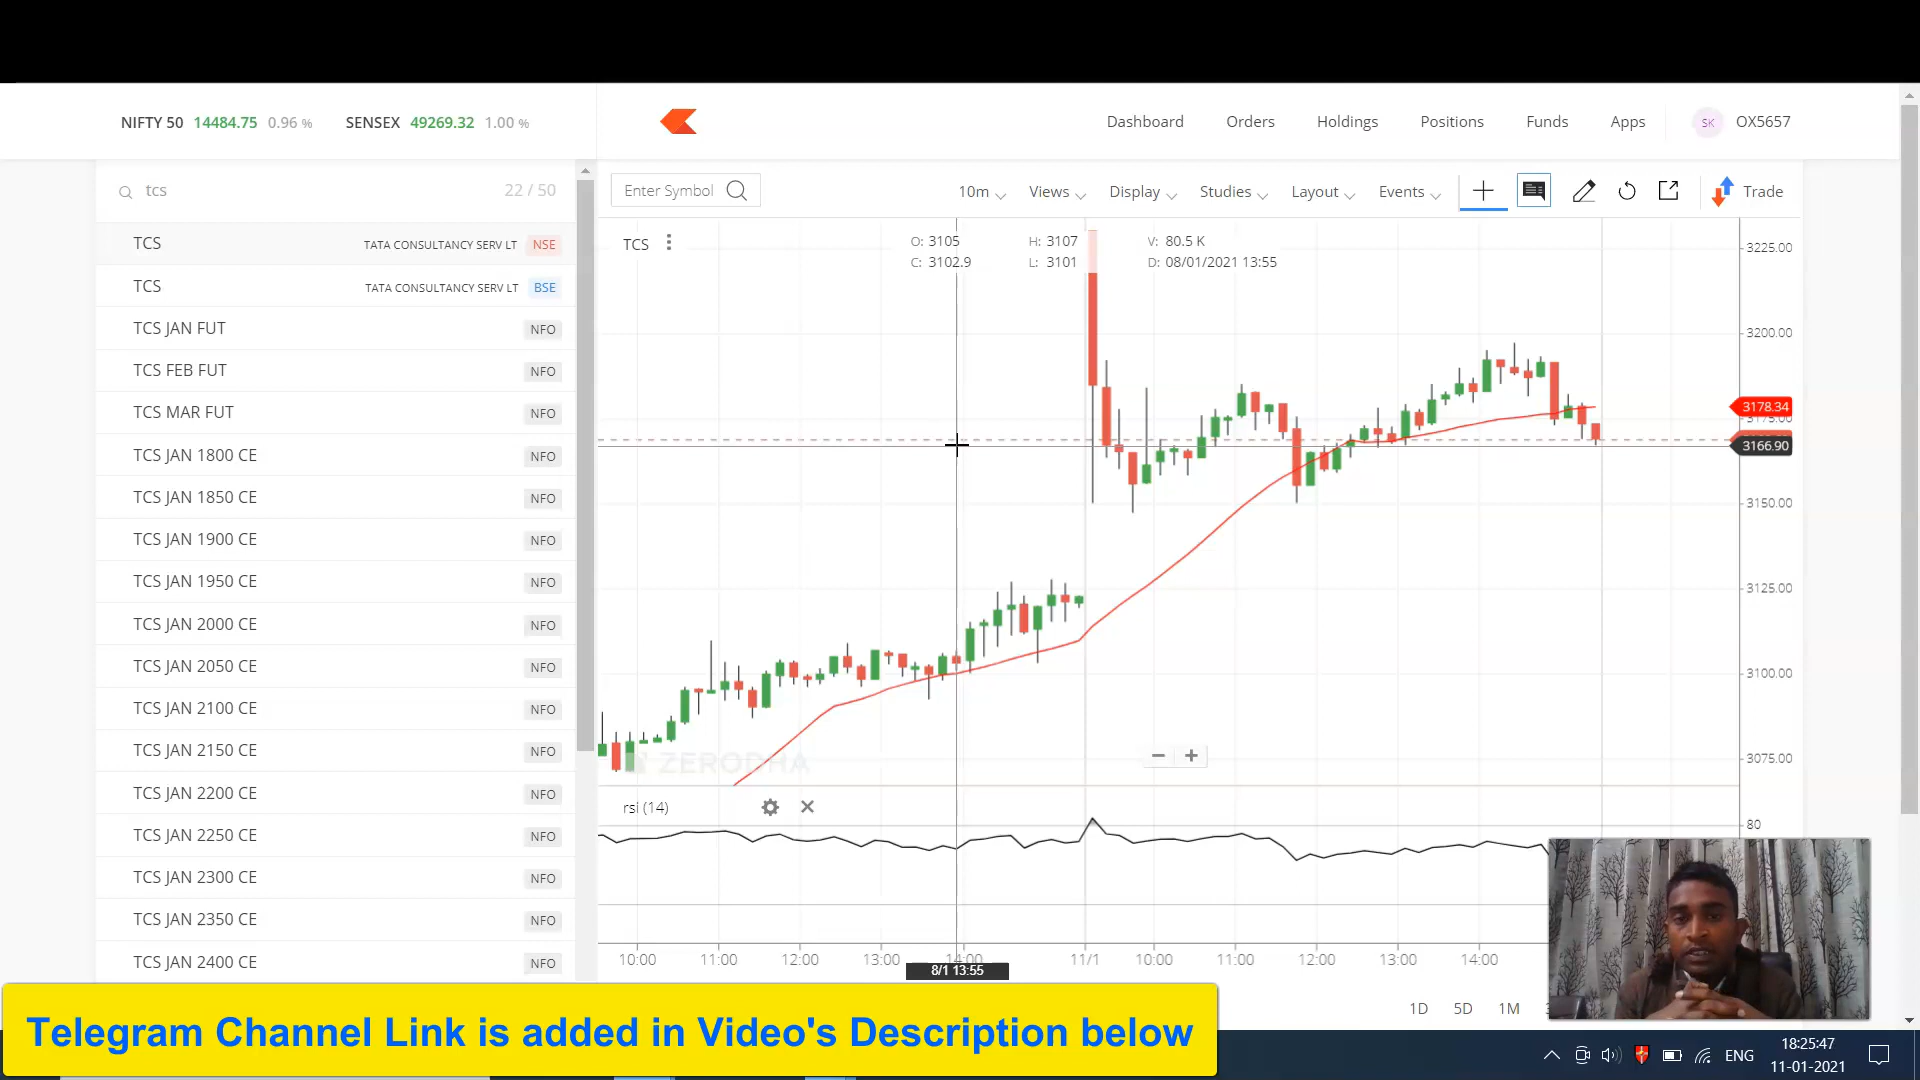 NIFTY 50 14484.75 0.96 % SENSEX 49269.32 1.00 %
Dashboard Orders Holdings Positions Funds Apps SK OX5657
tcs 22 / 50
TCS TATA CONSULTANCY SERV LT NSE
TCS TATA CONSULTANCY SERV LT BSE
TCS JAN FUT NFO
TCS FEB FUT NFO
TCS MAR FUT NFO
TCS JAN 1800 CE NFO
TCS JAN 1850 CE NFO
TCS JAN 1900 CE NFO
TCS JAN 1950 CE NFO
TCS JAN 2000 CE NFO
TCS JAN 2050 CE NFO
TCS JAN 2100 CE NFO
TCS JAN 2150 CE NFO
TCS JAN 2200 CE NFO
TCS JAN 2250 CE NFO
TCS JAN 2300 CE NFO
TCS JAN 2350 CE NFO
TCS JAN 2400 CE NFO
Enter Symbol 10m Views Display Studies Layout Events Trade
TCS
O: 3105 H: 3107 V: 80.5 K
C: 3102.9 L: 3101 D: 08/01/2021 13:55
3225.00
3200.00
3178.34
3175.00
3166.90
3150.00
3125.00
3100.00
3075.00
ZERODHA
rsi (14)
80
10:00 11:00 12:00 13:00 14:00 11/1 10:00 11:00 12:00 13:00 14:00
8/1 13:55
1D 5D 1M
Telegram Channel Link is added in Video's Description below
ENG
18:25:47
11-01-2021